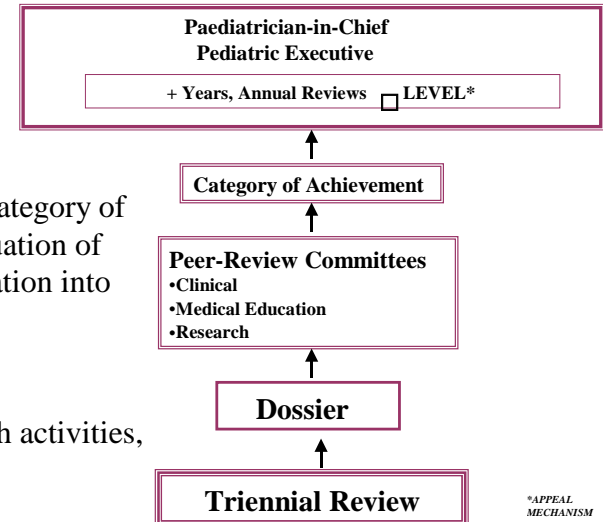 Paediatrician-in-Chief
Pediatric Executive
+ Years, Annual Reviews □ LEVEL*
Category of Achievement
ategory of
uation of
ation into
Peer-Review Committees
•Clinical
•Medical Education
•Research
Dossier
h activities,
Triennial Review
*APPEAL
MECHANISM